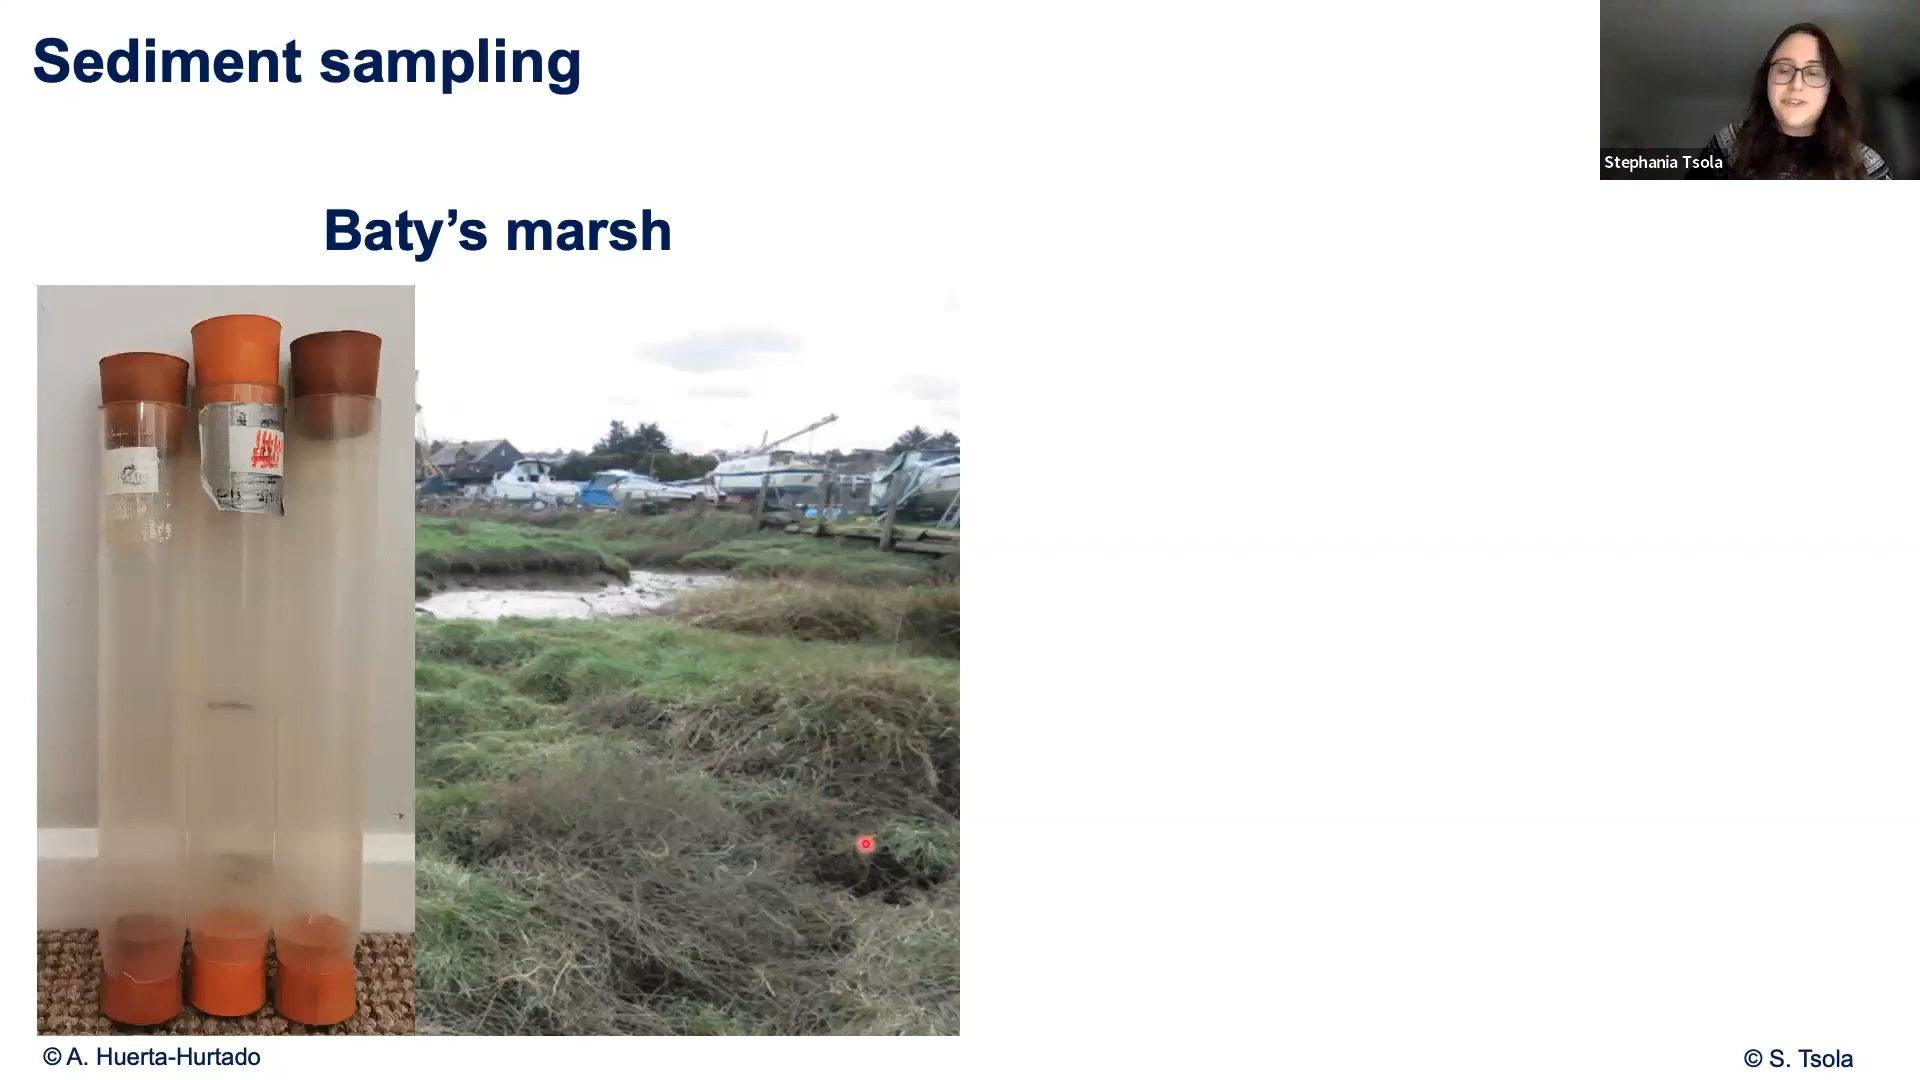 Sediment sampling
Stephania Tsola
Baty's marsh
© A. Huerta-Hurtado
© S. Tsola